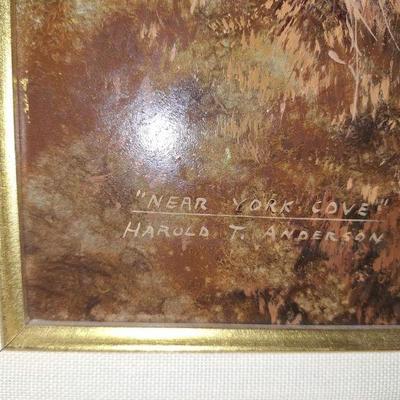 "NEAR YORK COVE"
HAROLD T. ANDERSON